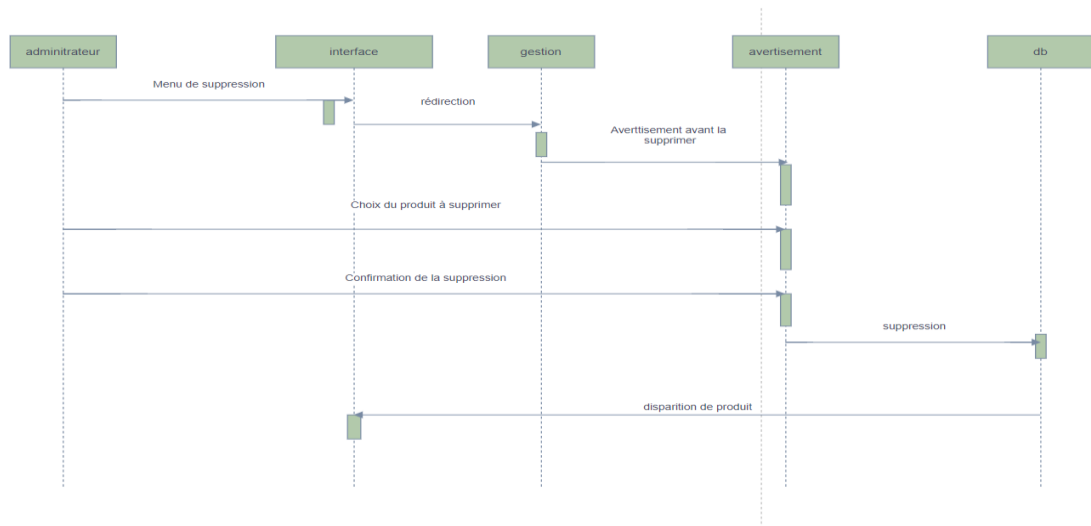 adminitrateur
interface
gestion
avertisement
db
Menu de suppression
rédirection
Averttisement avant la
supprimer
Choix du produit à supprimer
Confirmation de la suppression
suppression
disparition de produit